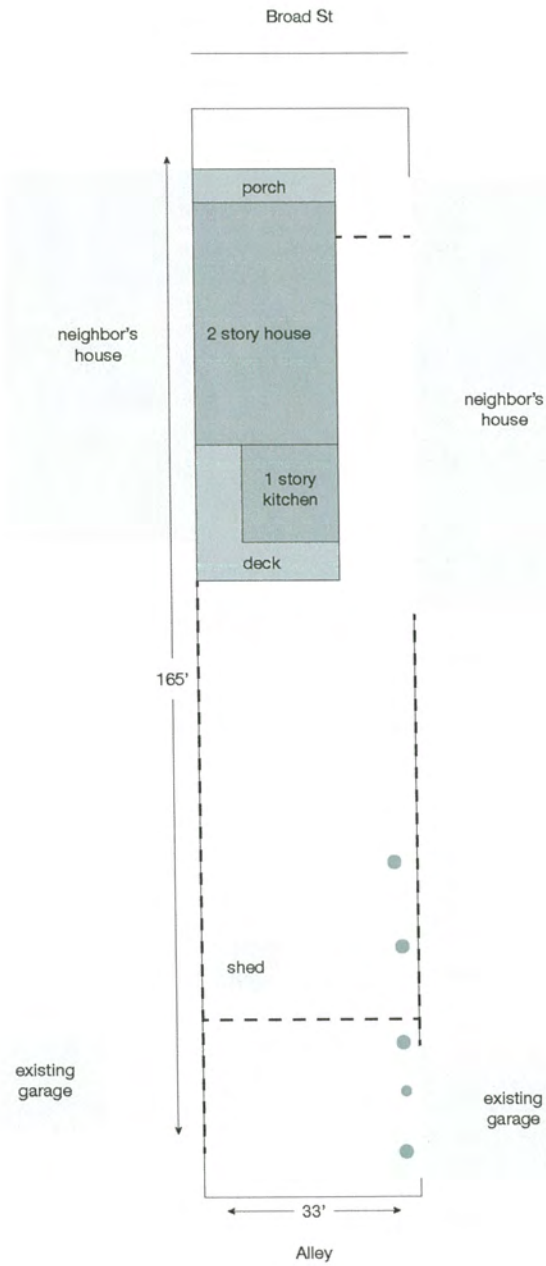 Broad St
porch
neighbor's
house
2 story house
neighbor's
house
1 story
kitchen
deck
165'
shed
existing
garage
existing
garage
33'
Alley